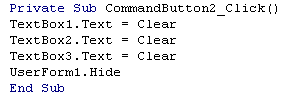 Private Sub CommandButton2_Click()
TextBox1.Text = Clear
TextBox2.Text = Clear
TextBox3.Text = Clear
UserForm1.Hide
End Sub